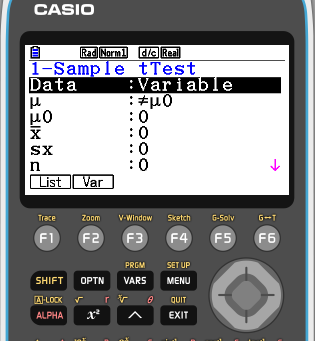 CASIO
Rad Norm1 d/c Real
1-Sample tTest
Data :Variable
μ :≠μ0
μ0 :0
x̄ :0
sx :0
n :0 ↓
List Var
Trace Zoom V-Window Sketch G-Solv G↔T
F1 F2 F3 F4 F5 F6
PRGM SET UP
SHIFT OPTN VARS MENU
A-LOCK √ r ∛ θ QUIT
ALPHA x² ^ EXIT